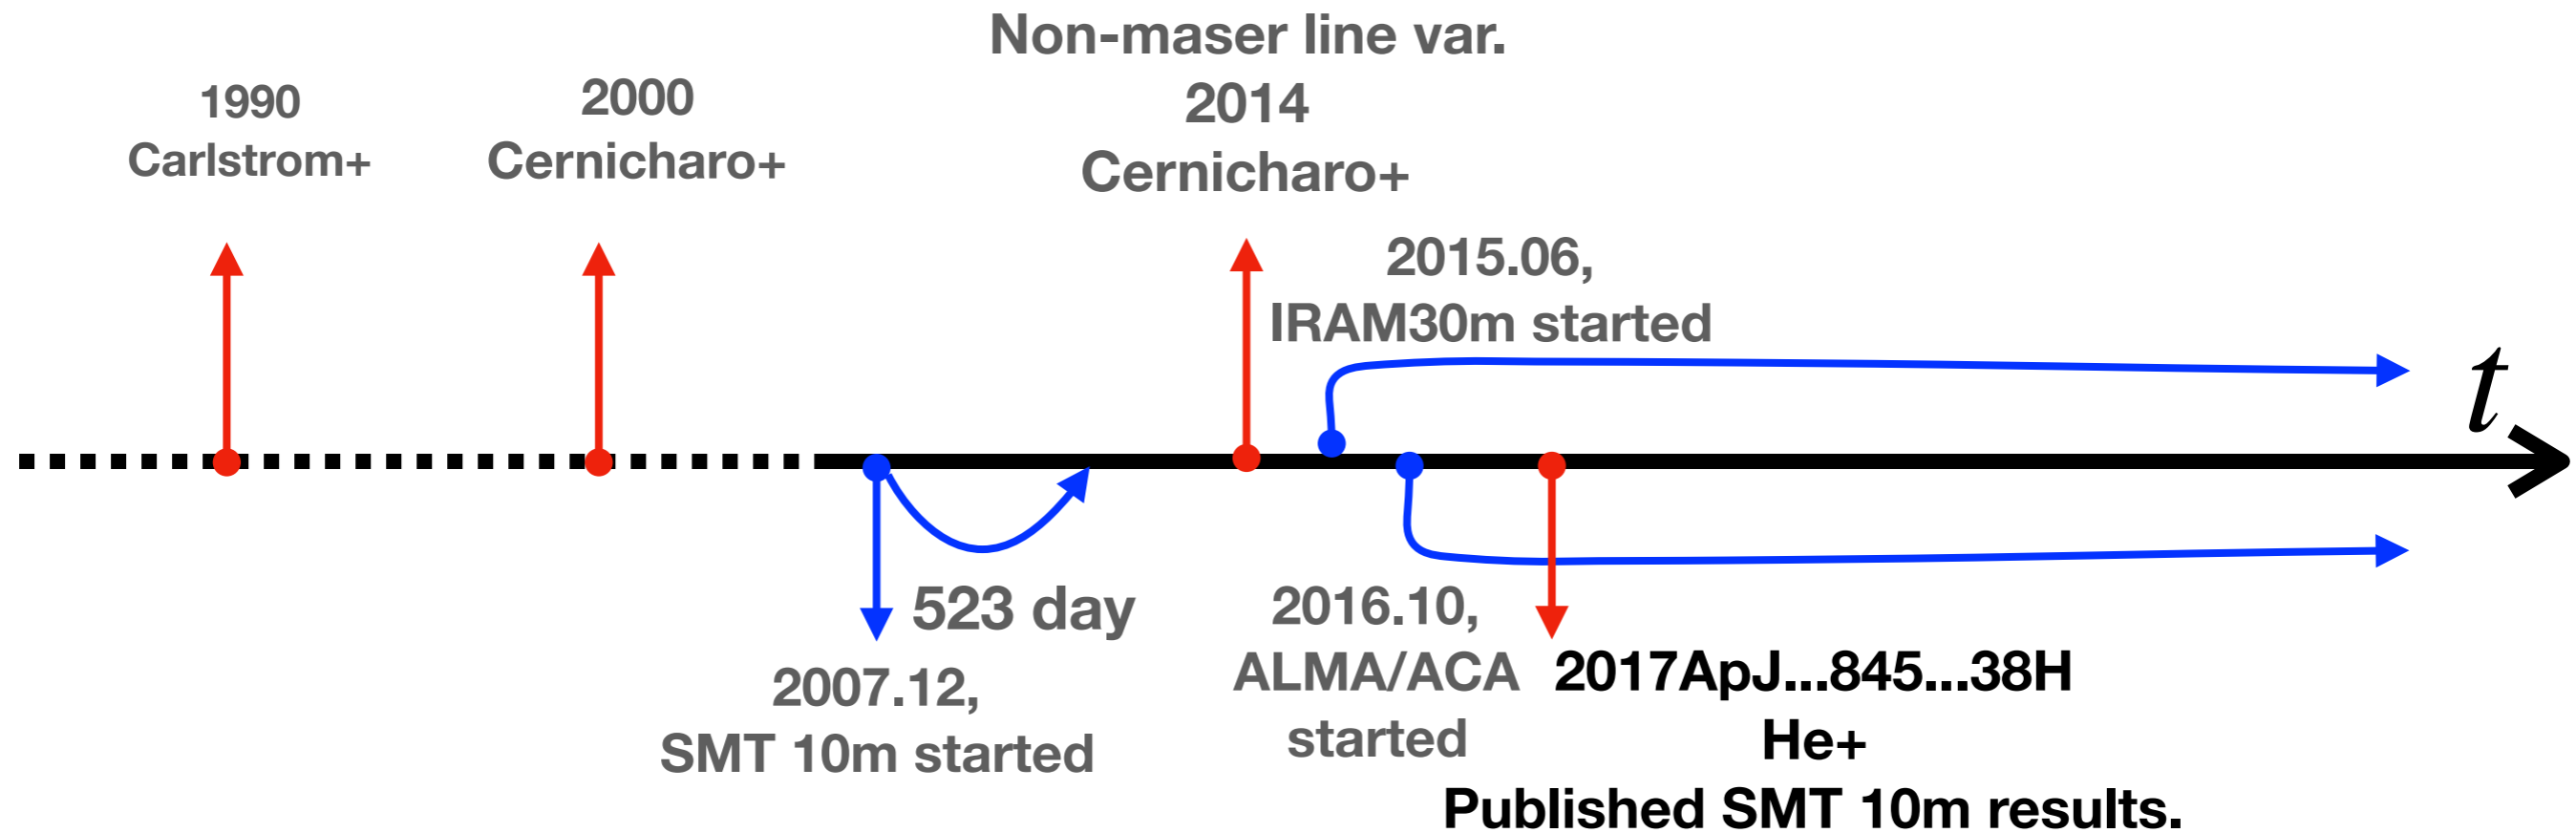 1990
Carlstrom+
2000
Cernicharo+
Non-maser line var.
2014
Cernicharo+
2015.06,
IRAM30m started
t
523 day
2007.12,
SMT 10m started
2016.10,
ALMA/ACA
started
2017ApJ...845...38H
He+
Published SMT 10m results.